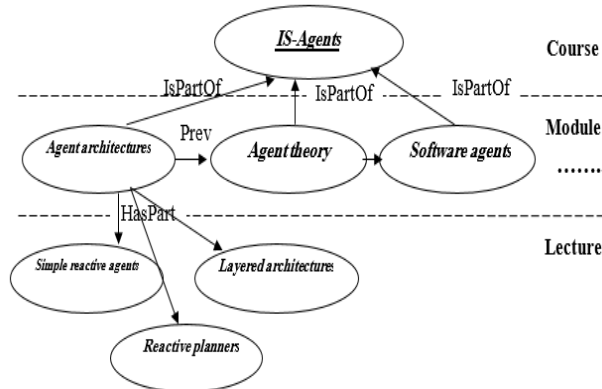 IS-Agents
Course
IsPartOf
IsPartOf
IsPartOf
Prev
Module
Agent architectures
Agent theory
Software agents
.......
HasPart
Lecture
Simple reactive agents
Layered architectures
Reactive planners